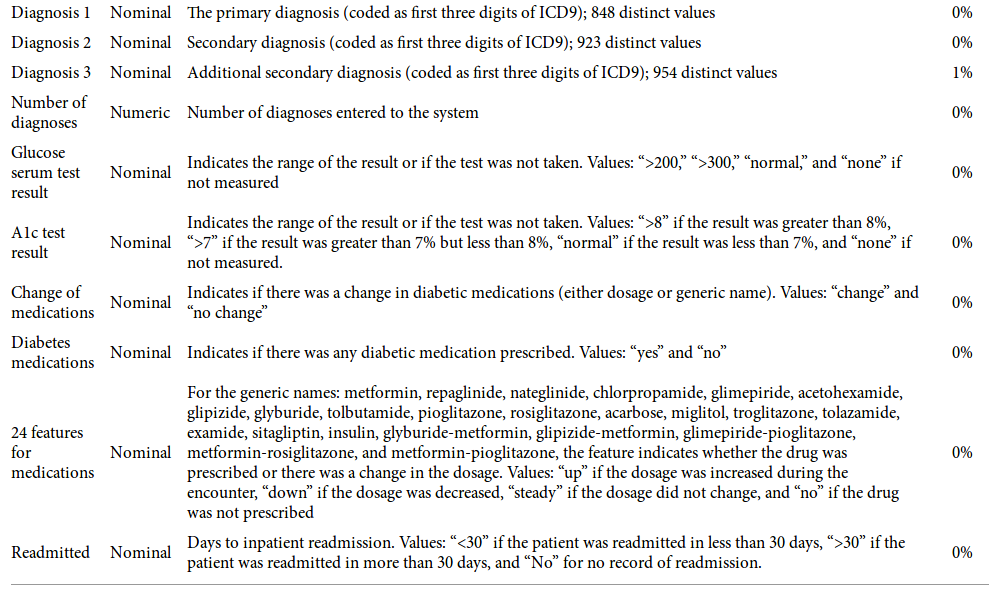 Diagnosis 1 Nominal The primary diagnosis (coded as first three digits of ICD9); 848 distinct values 0%
Diagnosis 2 Nominal Secondary diagnosis (coded as first three digits of ICD9); 923 distinct values 0%
Diagnosis 3 Nominal Additional secondary diagnosis (coded as first three digits of ICD9); 954 distinct values 1%
Number of
diagnoses Numeric Number of diagnoses entered to the system 0%
Glucose
serum test
result Nominal Indicates the range of the result or if the test was not taken. Values: “>200,” “>300,” “normal,” and “none” if
not measured 0%
A1c test
result Nominal Indicates the range of the result or if the test was not taken. Values: “>8” if the result was greater than 8%,
“>7” if the result was greater than 7% but less than 8%, “normal” if the result was less than 7%, and “none” if
not measured. 0%
Change of
medications Nominal Indicates if there was a change in diabetic medications (either dosage or generic name). Values: “change” and
“no change” 0%
Diabetes
medications Nominal Indicates if there was any diabetic medication prescribed. Values: “yes” and “no” 0%
24 features
for
medications Nominal For the generic names: metformin, repaglinide, nateglinide, chlorpropamide, glimepiride, acetohexamide,
glipizide, glyburide, tolbutamide, pioglitazone, rosiglitazone, acarbose, miglitol, troglitazone, tolazamide,
examide, sitagliptin, insulin, glyburide-metformin, glipizide-metformin, glimepiride-pioglitazone,
metformin-rosiglitazone, and metformin-pioglitazone, the feature indicates whether the drug was
prescribed or there was a change in the dosage. Values: “up” if the dosage was increased during the
encounter, “down” if the dosage was decreased, “steady” if the dosage did not change, and “no” if the drug
was not prescribed 0%
Readmitted Nominal Days to inpatient readmission. Values: “<30” if the patient was readmitted in less than 30 days, “>30” if the
patient was readmitted in more than 30 days, and “No” for no record of readmission. 0%